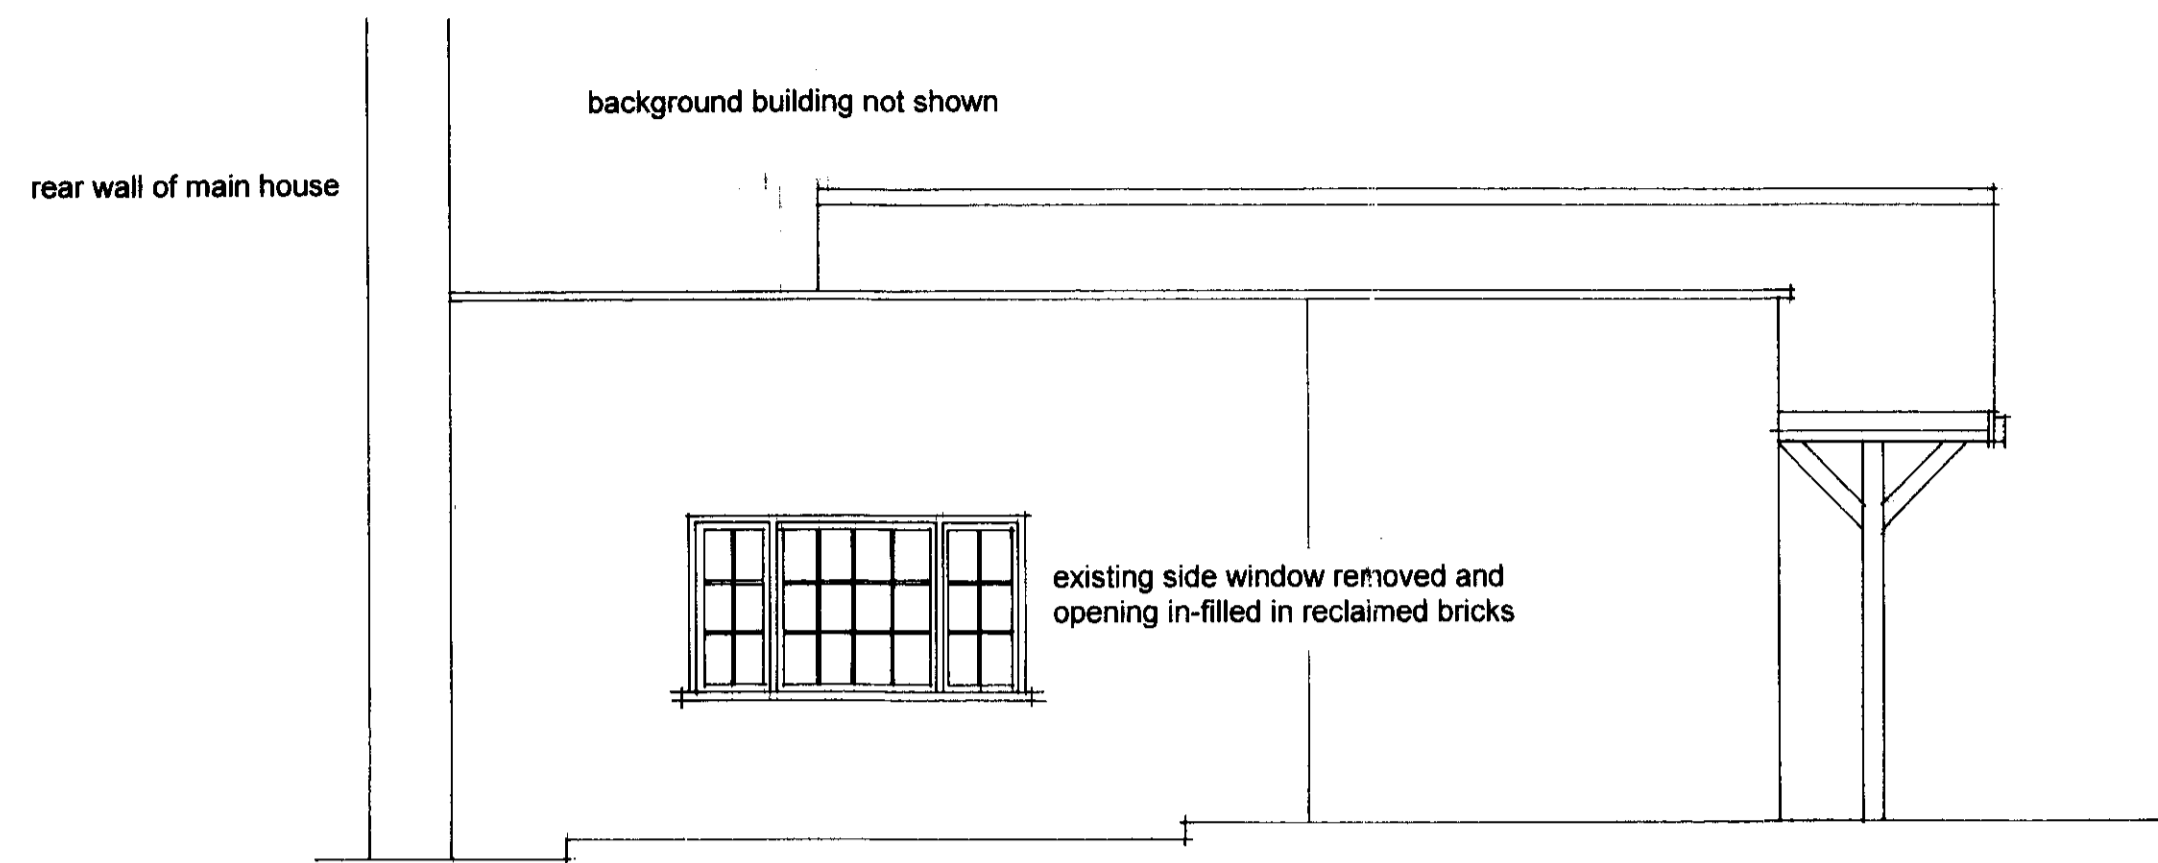 background building not shown
rear wall of main house
existing side window removed and
opening in-filled in reclaimed bricks